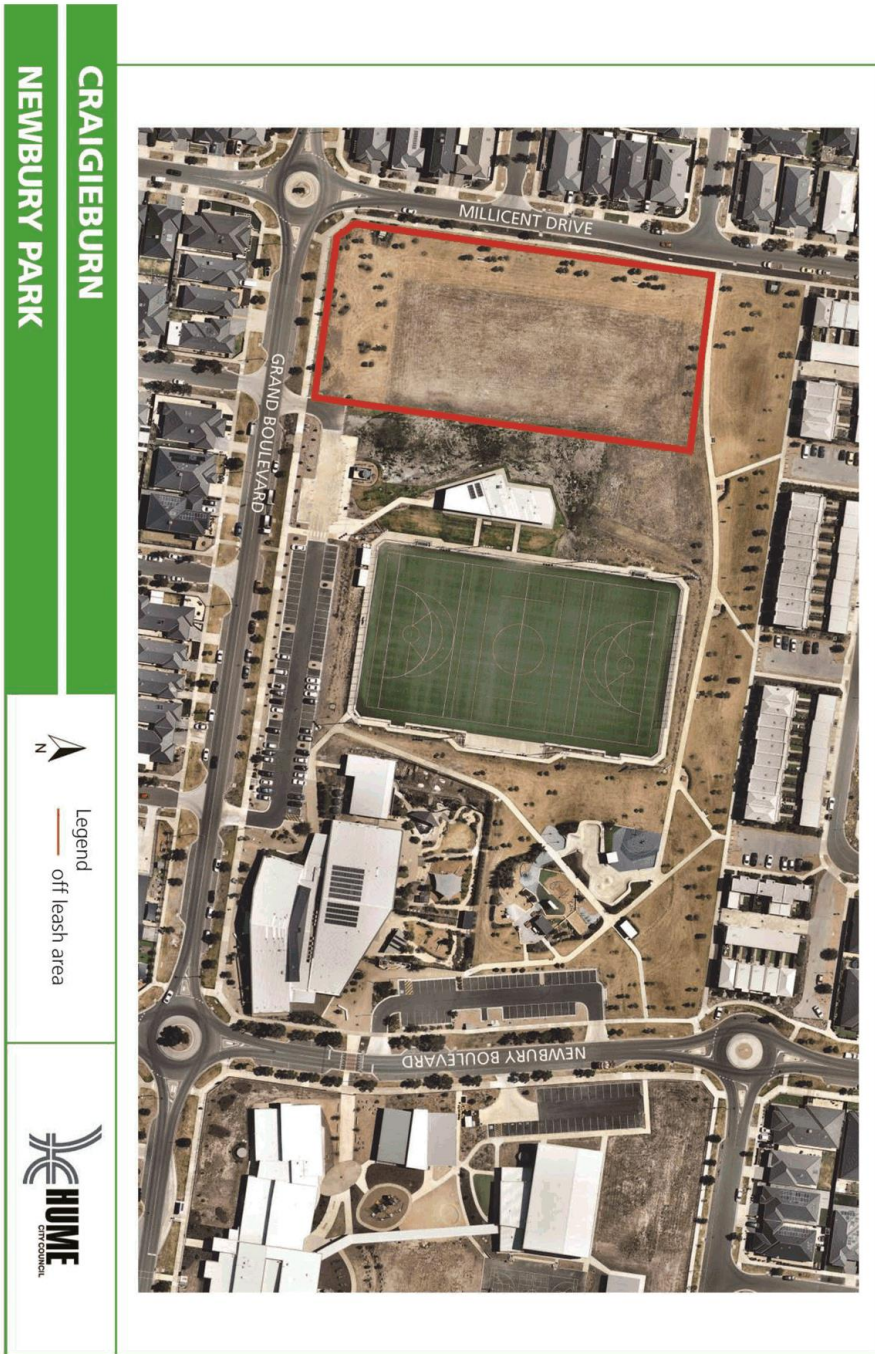 CRAIGIEBURN
NEWBURY PARK
MILLICENT DRIVE
GRAND BOULEVARD
NEWBURY BOULEVARD
N
Legend
off leash area
HUME
CITY COUNCIL